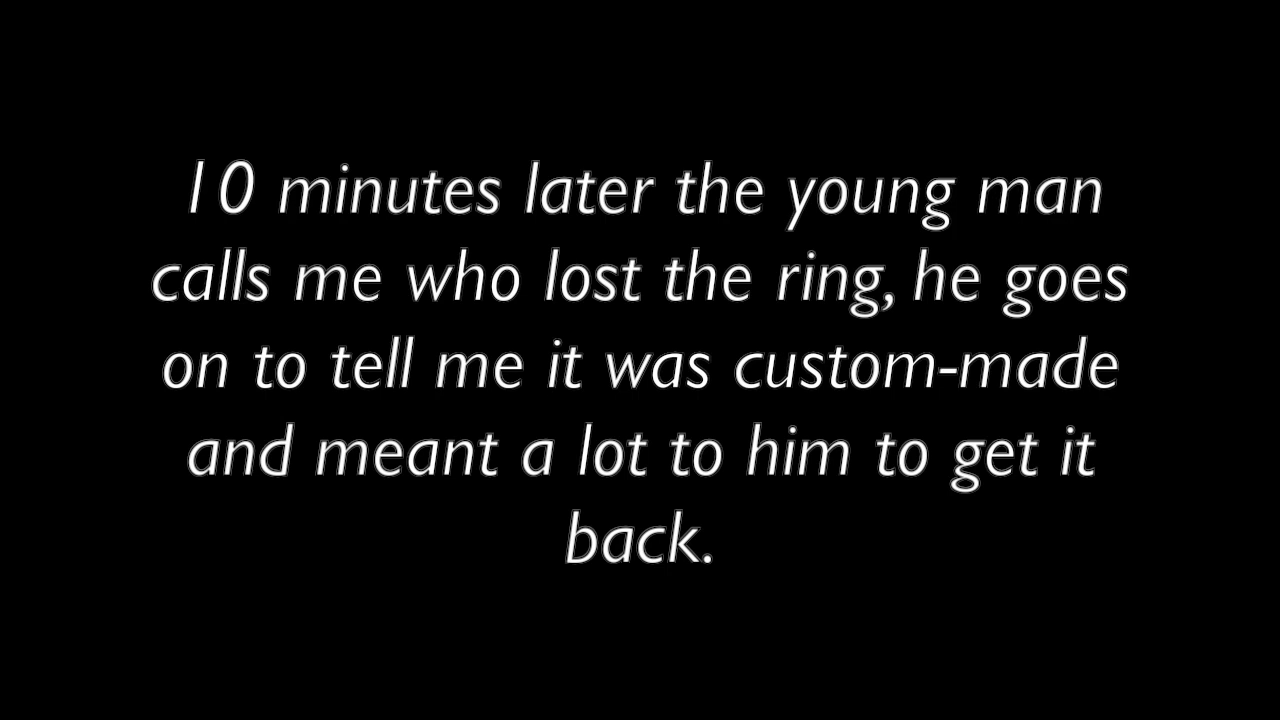 10 minutes later the young man
calls me who lost the ring, he goes
on to tell me it was custom-made
and meant a lot to him to get it
back.